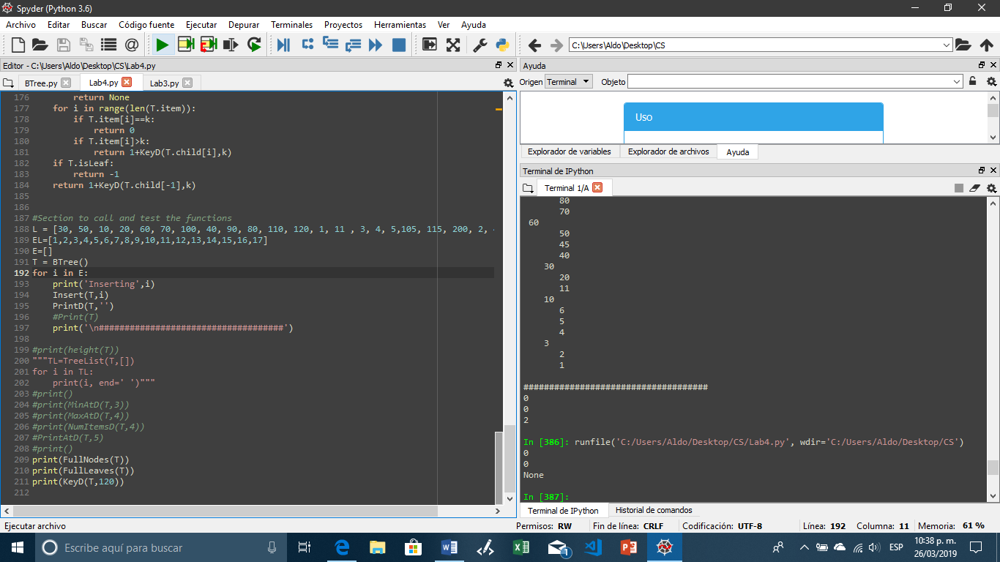 Spyder (Python 3.6)
Archivo Editar Buscar Código fuente Ejecutar Depurar Terminales Proyectos Herramientas Ver Ayuda
C:\Users\Aldo\Desktop\CS
Editor - C:\Users\Aldo\Desktop\CS\Lab4.py
BTree.py Lab4.py Lab3.py
176         return None
177     for i in range(len(T.item)):
178         if T.item[i]==k:
179             return 0
180         if T.item[i]>k:
181             return 1+KeyD(T.child[i],k)
182     if T.isLeaf:
183         return -1
184     return 1+KeyD(T.child[-1],k)
185
186
187 #Section to call and test the functions
188 L = [30, 50, 10, 20, 60, 70, 100, 40, 90, 80, 110, 120, 1, 11 , 3, 4, 5,105, 115, 200, 2,
189 EL=[1,2,3,4,5,6,7,8,9,10,11,12,13,14,15,16,17]
190 E=[]
191 T = BTree()
192 for i in E:
193     print('Inserting',i)
194     Insert(T,i)
195     PrintD(T,'')
196     #Print(T)
197     print('\n####################################')
198
199 #print(height(T))
200 """TL=TreeList(T,[])
201 for i in TL:
202     print(i, end=' ')"""
203 #print()
204 #print(MinAtD(T,3))
205 #print(MaxAtD(T,4))
206 #print(NumItemsD(T,4))
207 #PrintAtD(T,5)
208 #print()
209 print(FullNodes(T))
210 print(FullLeaves(T))
211 print(KeyD(T,120))
212
Ayuda
Origen Terminal Objeto
Uso
Explorador de variables Explorador de archivos Ayuda
Terminal de IPython
Terminal 1/A
80
70
60
50
45
40
30
20
11
10
6
5
4
3
2
1
####################################
0
0
2
In [386]: runfile('C:/Users/Aldo/Desktop/CS/Lab4.py', wdir='C:/Users/Aldo/Desktop/CS')
0
0
None
In [387]:
Terminal de IPython Historial de comandos
Ejecutar archivo Permisos: RW Fin de línea: CRLF Codificación: UTF-8 Línea: 192 Columna: 11 Memoria: 61 %
Escribe aquí para buscar
1
ESP
10:38 p. m.
26/03/2019